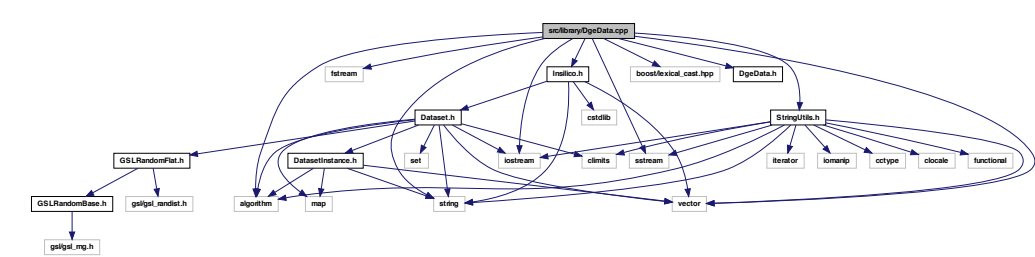 src/library/DgeData.cpp
fstream
Insilico.h
boost/lexical_cast.hpp
DgeData.h
Dataset.h
cstdlib
StringUtils.h
GSLRandomFlat.h
DatasetInstance.h
set
iostream
climits
sstream
iterator
iomanip
cctype
clocale
functional
GSLRandomBase.h
gsl/gsl_randist.h
algorithm
map
string
vector
gsl/gsl_rng.h